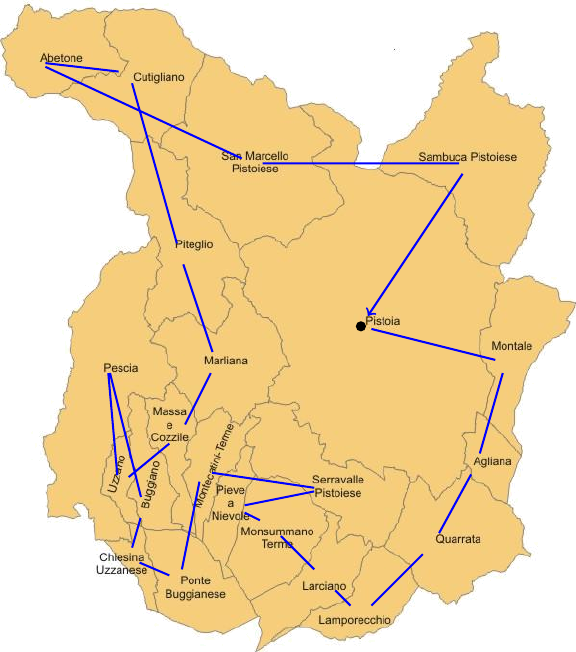 Abetone
Cutigliano
San Marcello
Pistoiese
Sambuca Pistoiese
Piteglio
Pistoia
Montale
Marliana
Pescia
Massa
e
Cozzile
Montecatini-Terme
Uzzano
Buggiano
Agliana
Serravalle
Pistoiese
Pieve
a
Nievole
Monsummano
Terme
Quarrata
Chiesina
Uzzanese
Ponte
Buggianese
Larciano
Lamporecchio